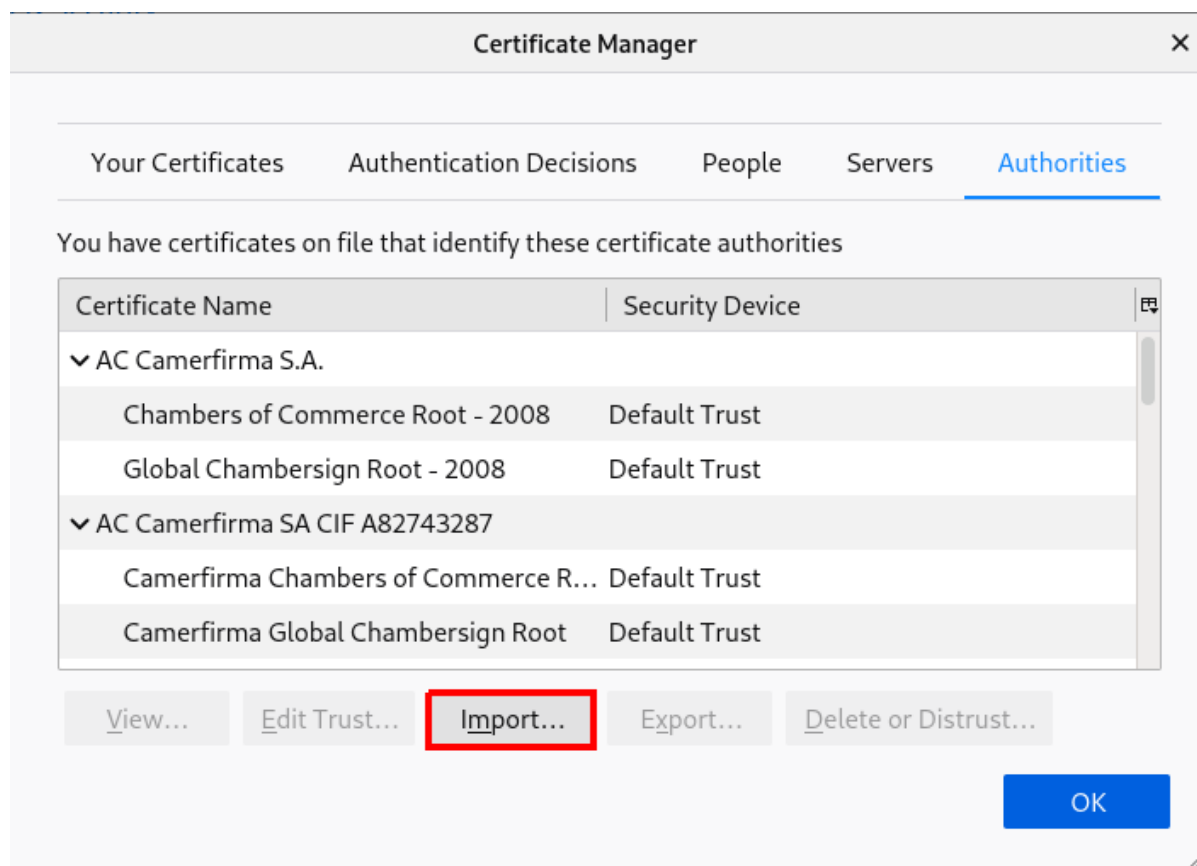 Certificate Manager
Your Certificates Authentication Decisions People Servers Authorities
You have certificates on file that identify these certificate authorities
Certificate Name Security Device
AC Camerfirma S.A.
Chambers of Commerce Root - 2008 Default Trust
Global Chambersign Root - 2008 Default Trust
AC Camerfirma SA CIF A82743287
Camerfirma Chambers of Commerce R... Default Trust
Camerfirma Global Chambersign Root Default Trust
View... Edit Trust... Import... Export... Delete or Distrust...
OK